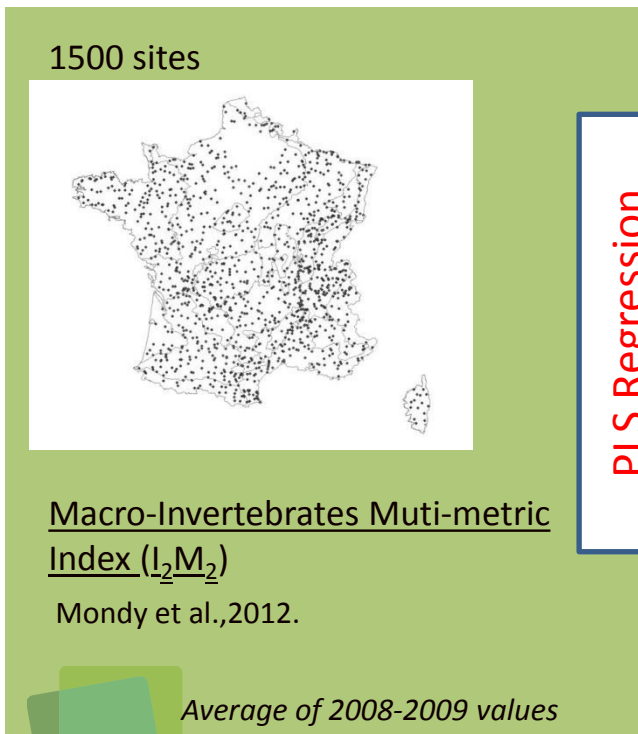 1500 sites
PLS Regression
Macro-Invertebrates Muti-metric
Index (I₂M₂)
Mondy et al.,2012.
Average of 2008-2009 values